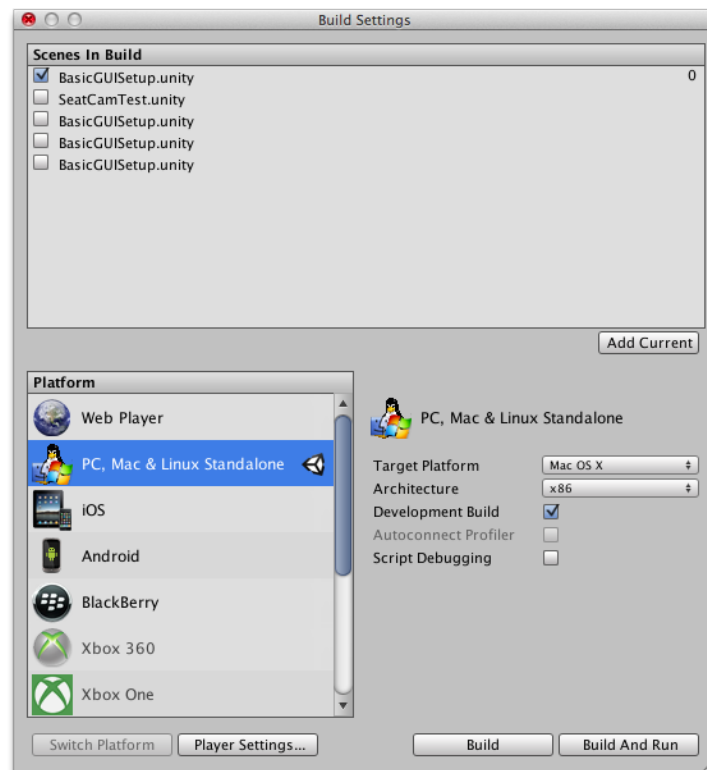 Build Settings
Scenes In Build
BasicGUISetup.unity 0
SeatCamTest.unity
BasicGUISetup.unity
BasicGUISetup.unity
BasicGUISetup.unity
Add Current
Platform
Web Player
PC, Mac & Linux Standalone
iOS
Android
BlackBerry
Xbox 360
Xbox One
PC, Mac & Linux Standalone
Target Platform Mac OS X
Architecture x86
Development Build
Autoconnect Profiler
Script Debugging
Switch Platform Player Settings... Build Build And Run